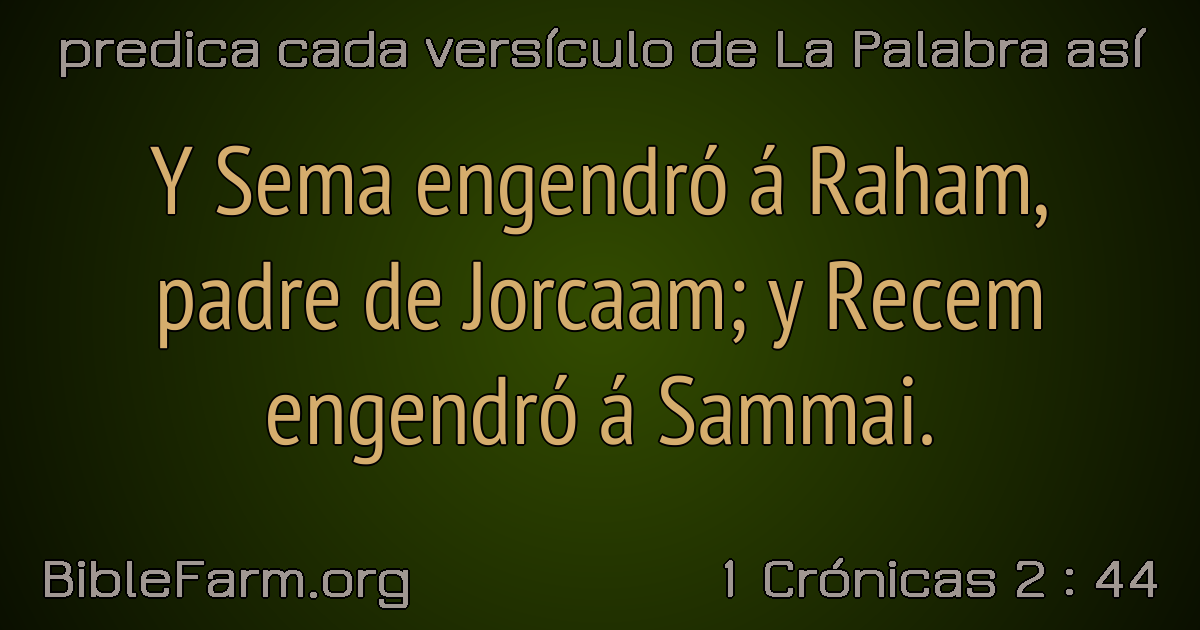 predica cada versículo de La Palabra así
Y Sema engendró á Raham,
padre de Jorcaam; y Recem
engendró á Sammai.
BibleFarm.org
1 Crónicas 2 : 44